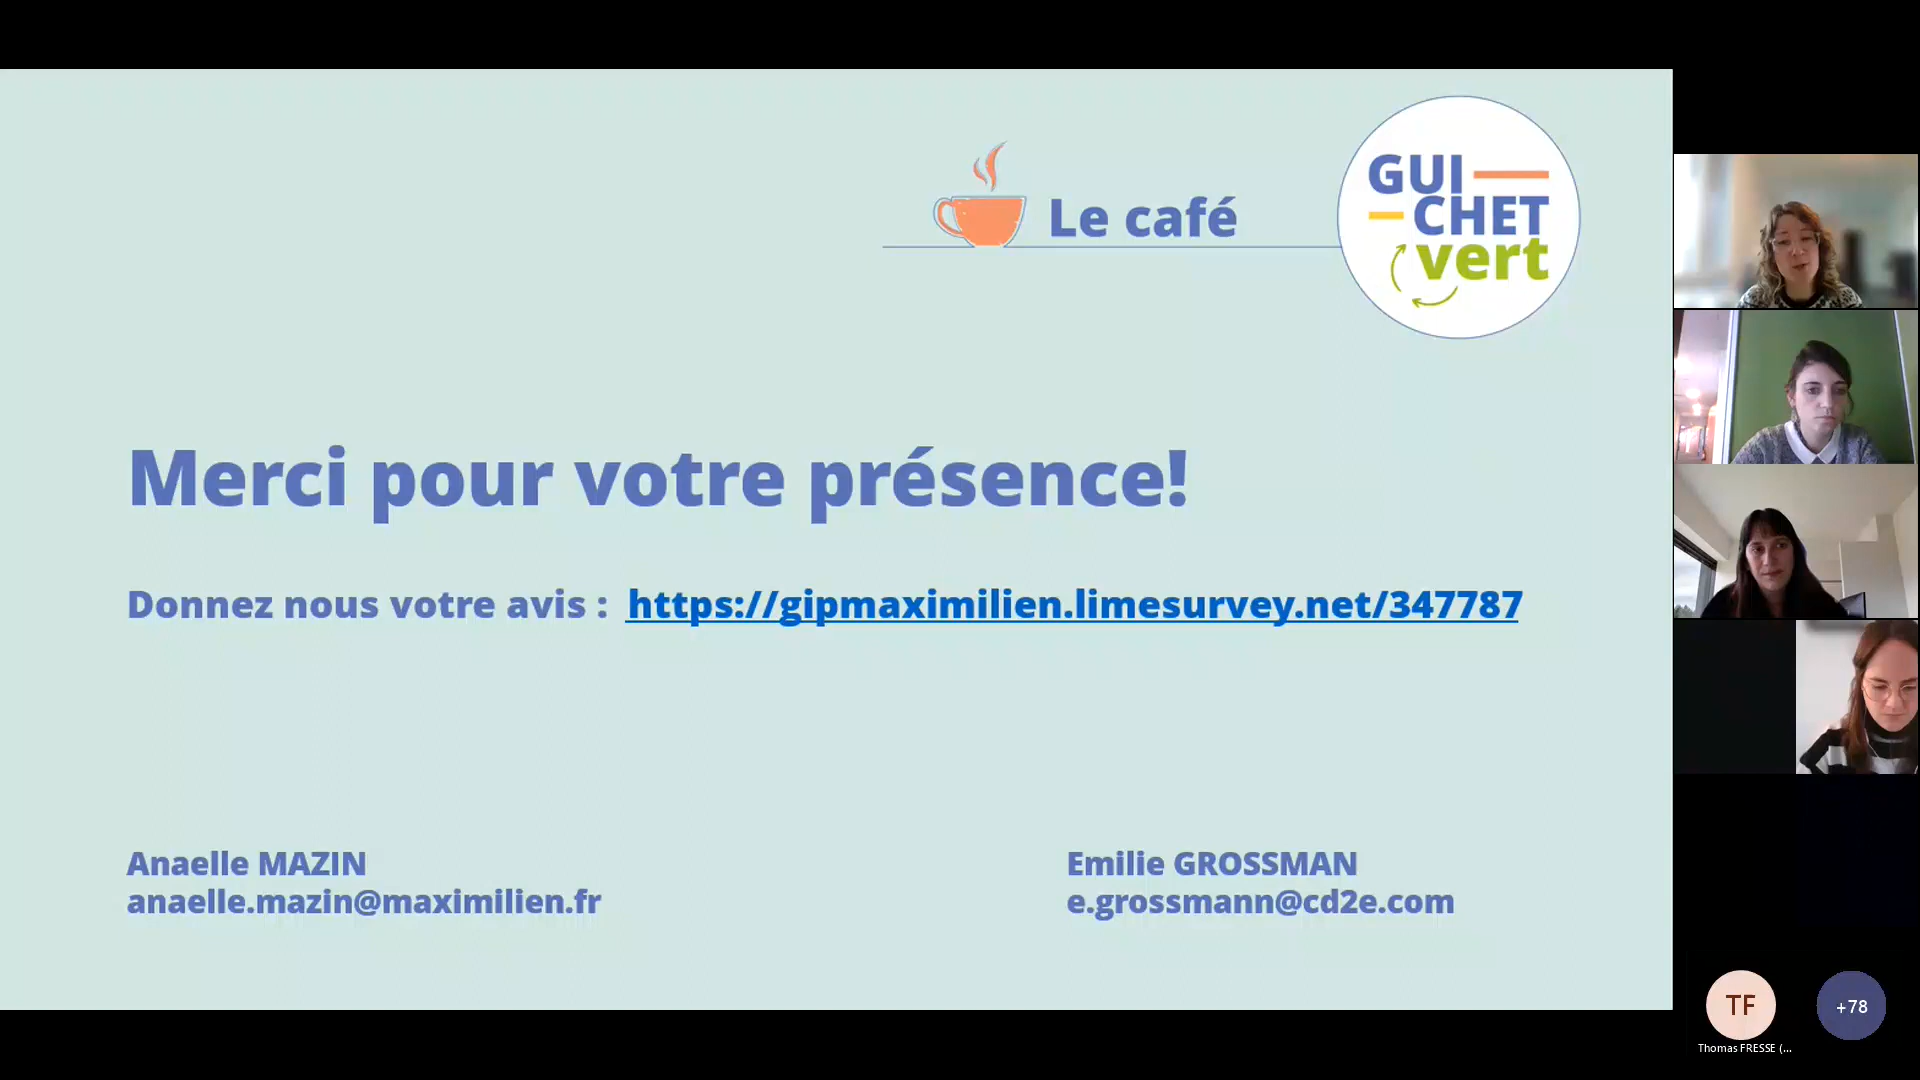 Le café
GUI
CHET
vert
Merci pour votre présence!
Donnez nous votre avis : https://gipmaximilien.limesurvey.net/347787
Anaelle MAZIN
anaelle.mazin@maximilien.fr
Emilie GROSSMAN
e.grossmann@cd2e.com
TF
+78
Thomas FRESSE (...